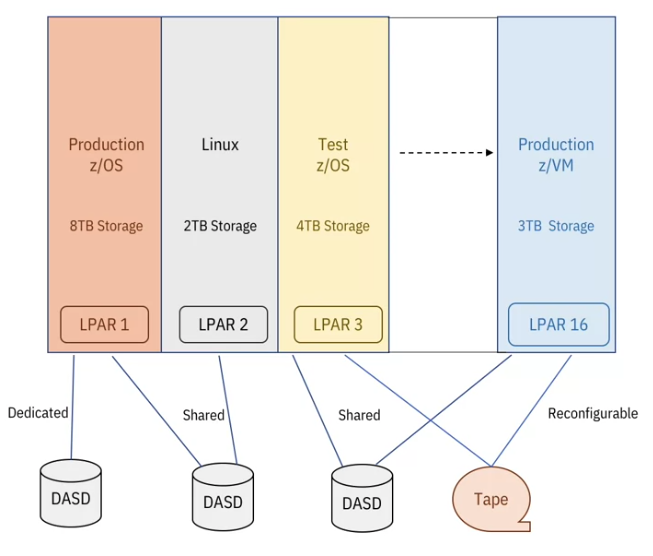 Production
z/OS
Linux
Test
z/OS
Production
z/VM
8TB Storage
2TB Storage
4TB Storage
3TB Storage
LPAR 1
LPAR 2
LPAR 3
LPAR 16
Dedicated
Shared
Shared
Reconfigurable
DASD
DASD
DASD
Tape